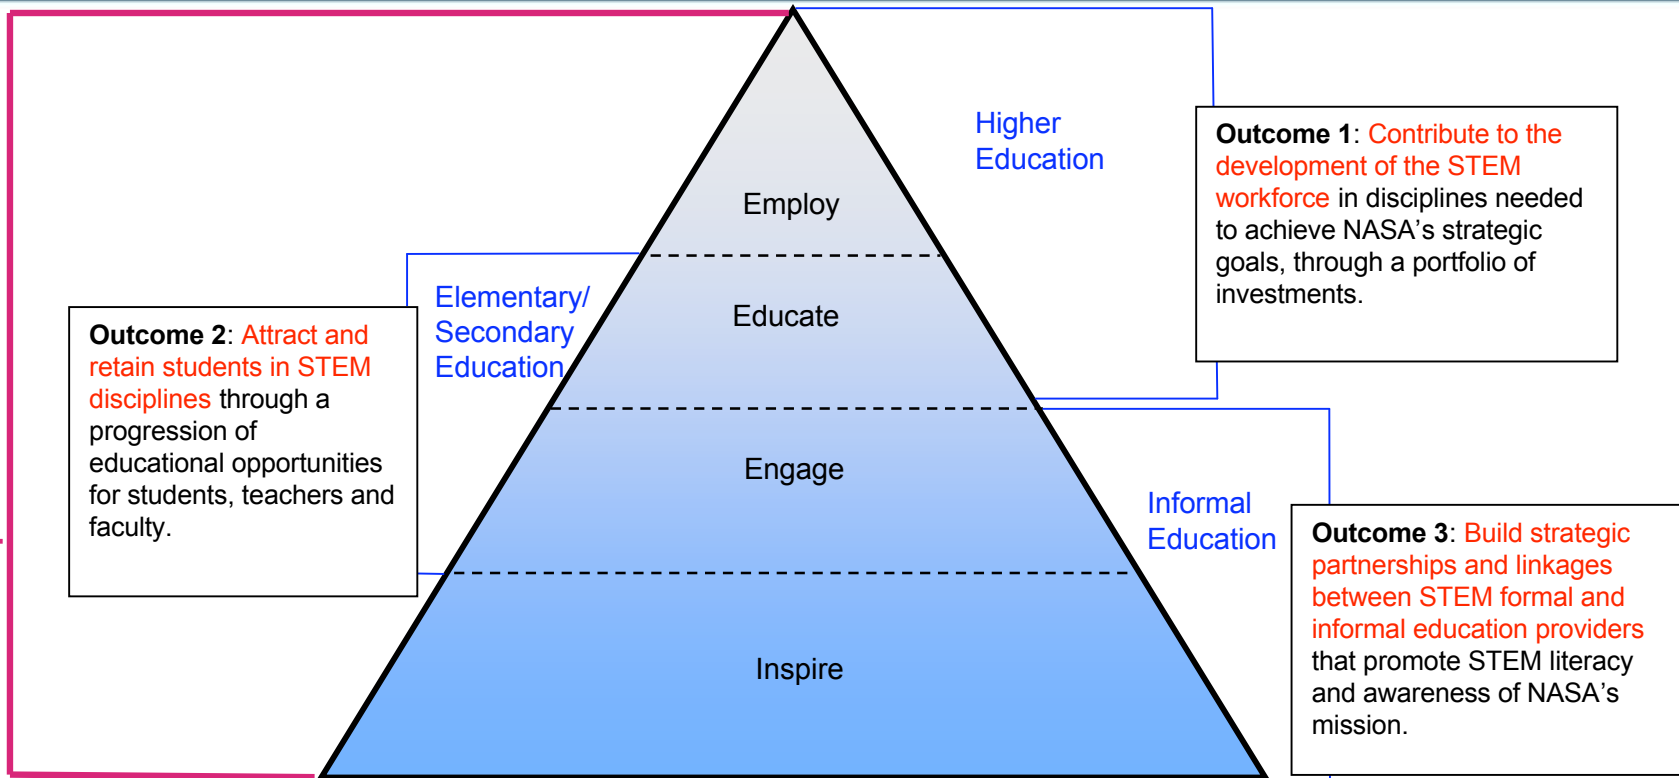 Higher
Education
Outcome 1: Contribute to the
development of the STEM
workforce in disciplines needed
to achieve NASA’s strategic
goals, through a portfolio of
investments.
Employ
Elementary/
Secondary
Education
Educate
Outcome 2: Attract and
retain students in STEM
disciplines through a
progression of
educational opportunities
for students, teachers and
faculty.
Engage
Informal
Education
Outcome 3: Build strategic
partnerships and linkages
between STEM formal and
informal education providers
that promote STEM literacy
and awareness of NASA’s
mission.
Inspire